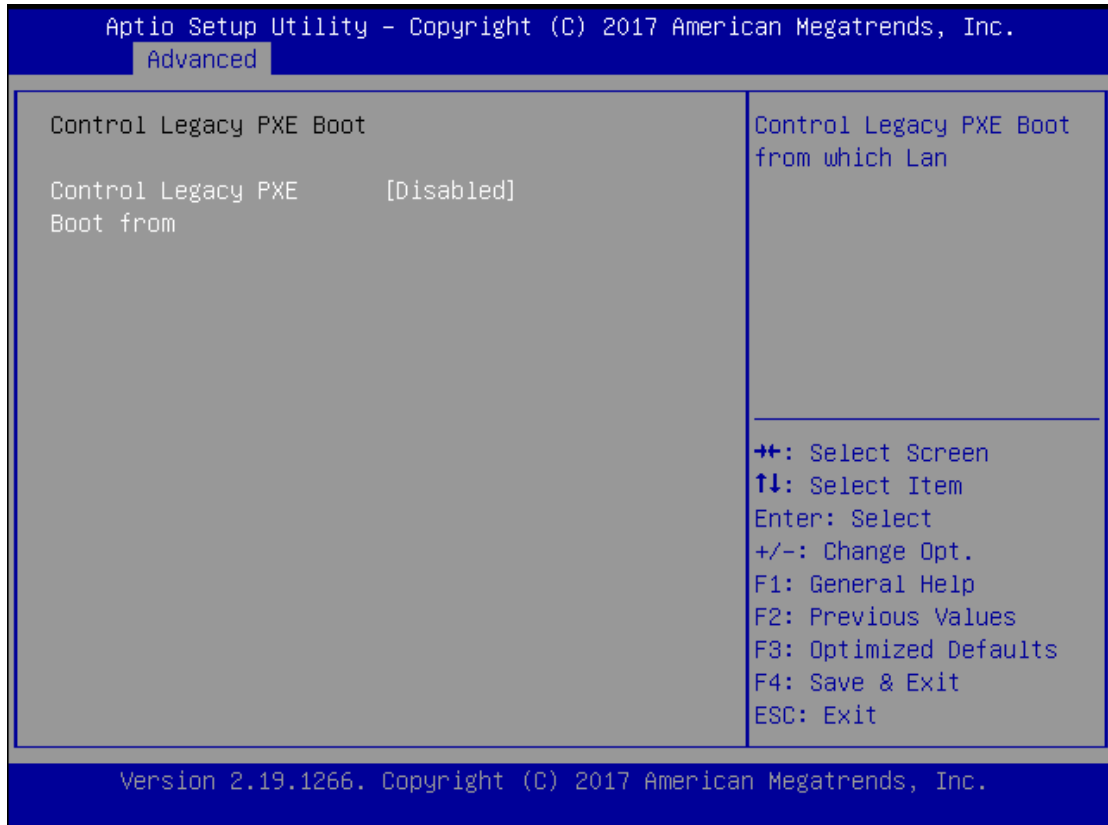 Aptio Setup Utility – Copyright (C) 2017 American Megatrends, Inc.
Advanced
Control Legacy PXE Boot
Control Legacy PXE [Disabled]
Boot from
Control Legacy PXE Boot
from which Lan
→←: Select Screen
↑↓: Select Item
Enter: Select
+/-: Change Opt.
F1: General Help
F2: Previous Values
F3: Optimized Defaults
F4: Save & Exit
ESC: Exit
Version 2.19.1266. Copyright (C) 2017 American Megatrends, Inc.